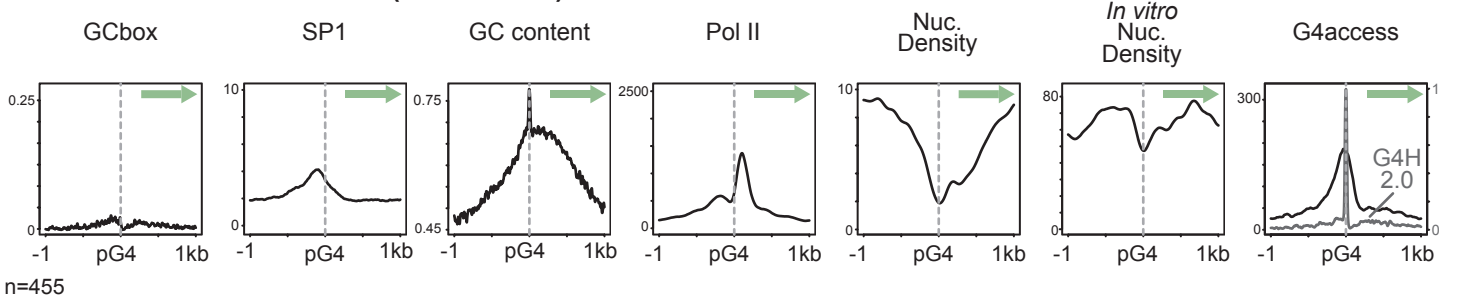 GCbox
SP1
GC content
Pol II
Nuc.
Density
In vitro
Nuc.
Density
G4access
0.25
0
-1 pG4 1kb
10
0
-1 pG4 1kb
0.75
0.45
-1 pG4 1kb
2500
0
-1 pG4 1kb
10
0
-1 pG4 1kb
80
0
-1 pG4 1kb
300
0
1
0
G4H
2.0
-1 pG4 1kb
n=455